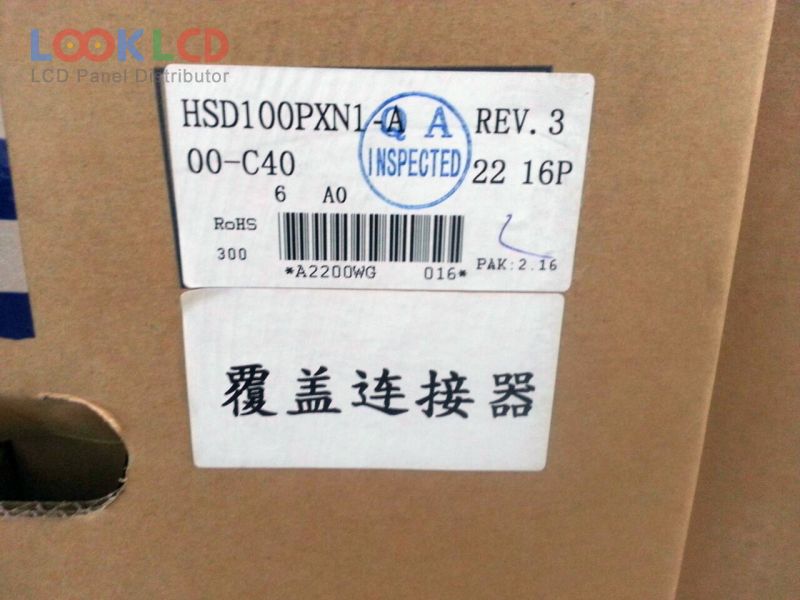 LOOKLCD
LCD Panel Distributor
HSD100PXN1-A REV. 3
Q A
INSPECTED
00-C40 22 16P
6 A0
RoHS
300
*A2200WG 016*
PAK:2.16
覆盖连接器